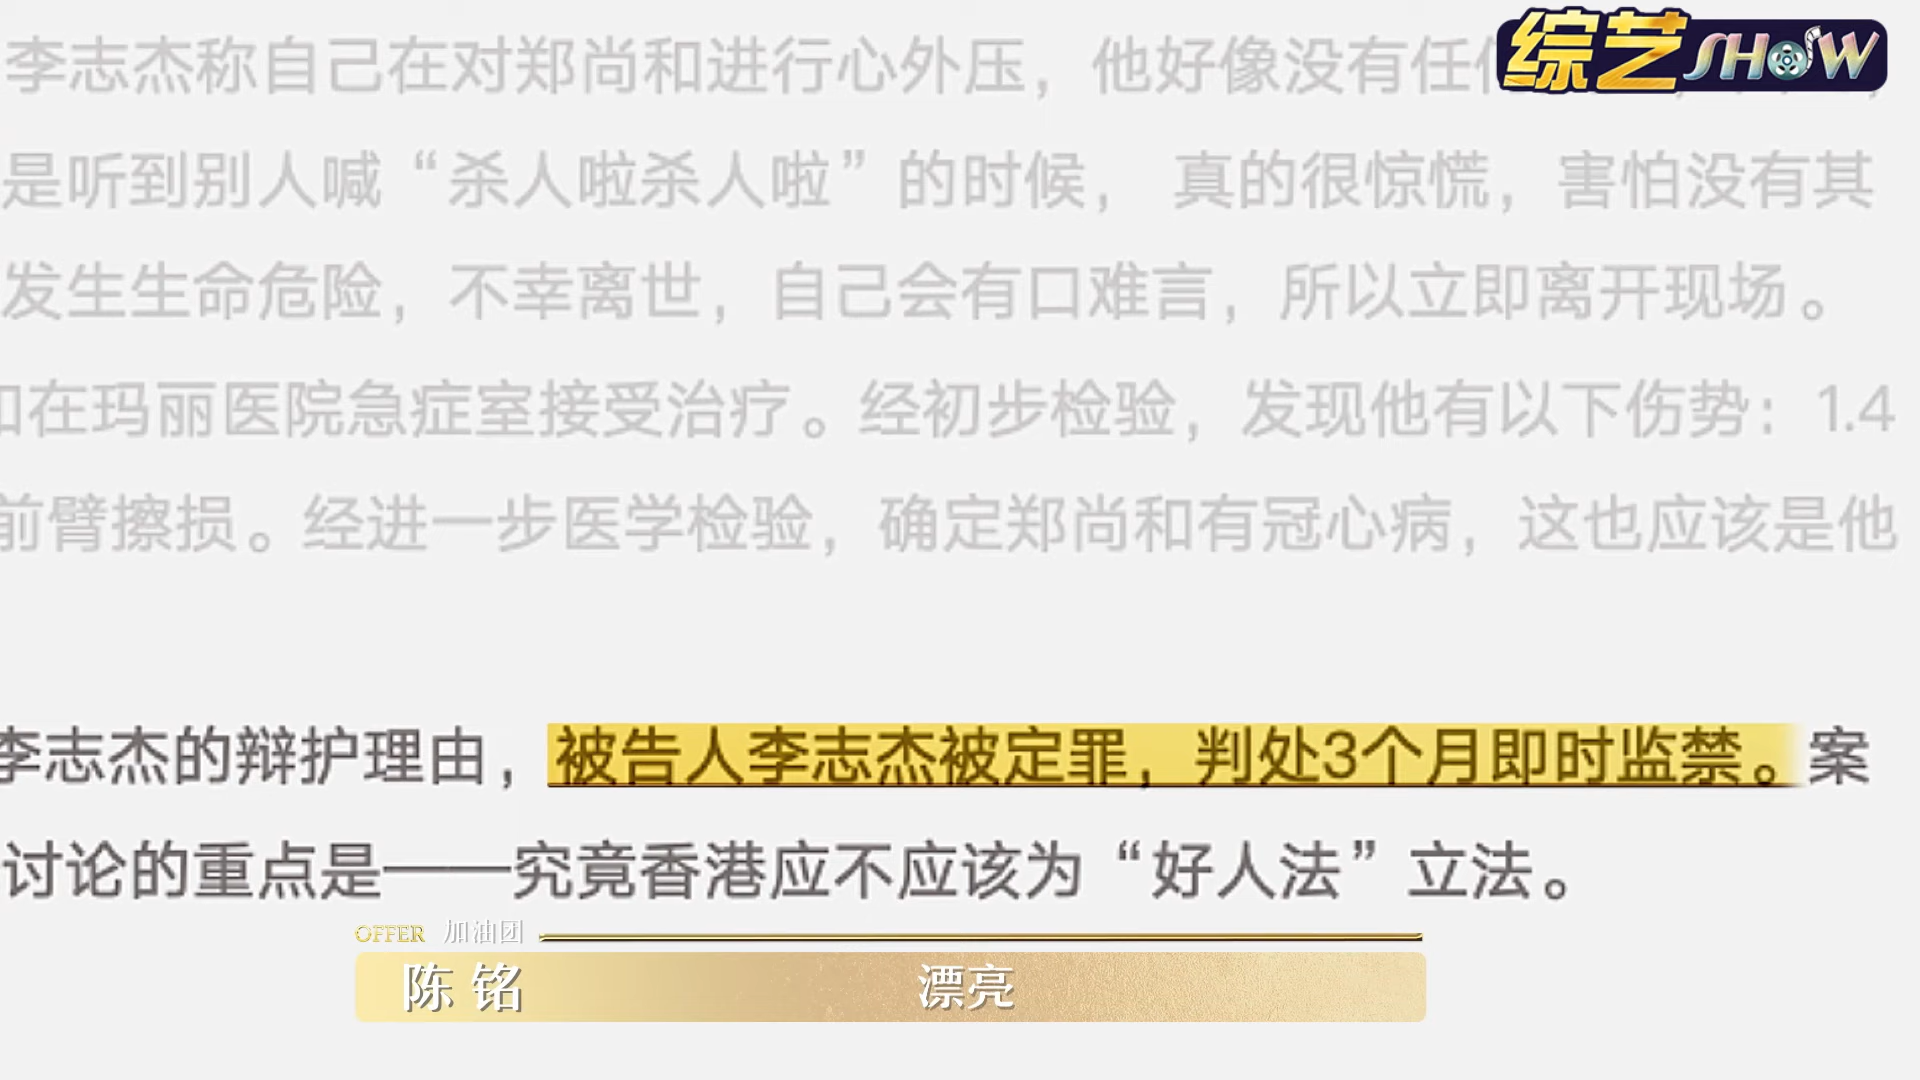 李志杰称自己在对郑尚和进行心外压，他好像没有任
综艺SHOW
是听到别人喊“杀人啦杀人啦”的时候，真的很惊慌，害怕没有其
发生生命危险，不幸离世，自己会有口难言，所以立即离开现场。
和在玛丽医院急症室接受治疗。经初步检验，发现他有以下伤势：1.4
前臂擦损。经进一步医学检验，确定郑尚和有冠心病，这也应该是他
李志杰的辩护理由，被告人李志杰被定罪，判处3个月即时监禁。案
讨论的重点是——究竟香港应不应该为“好人法”立法。
OFFER 加油团
陈铭 漂亮